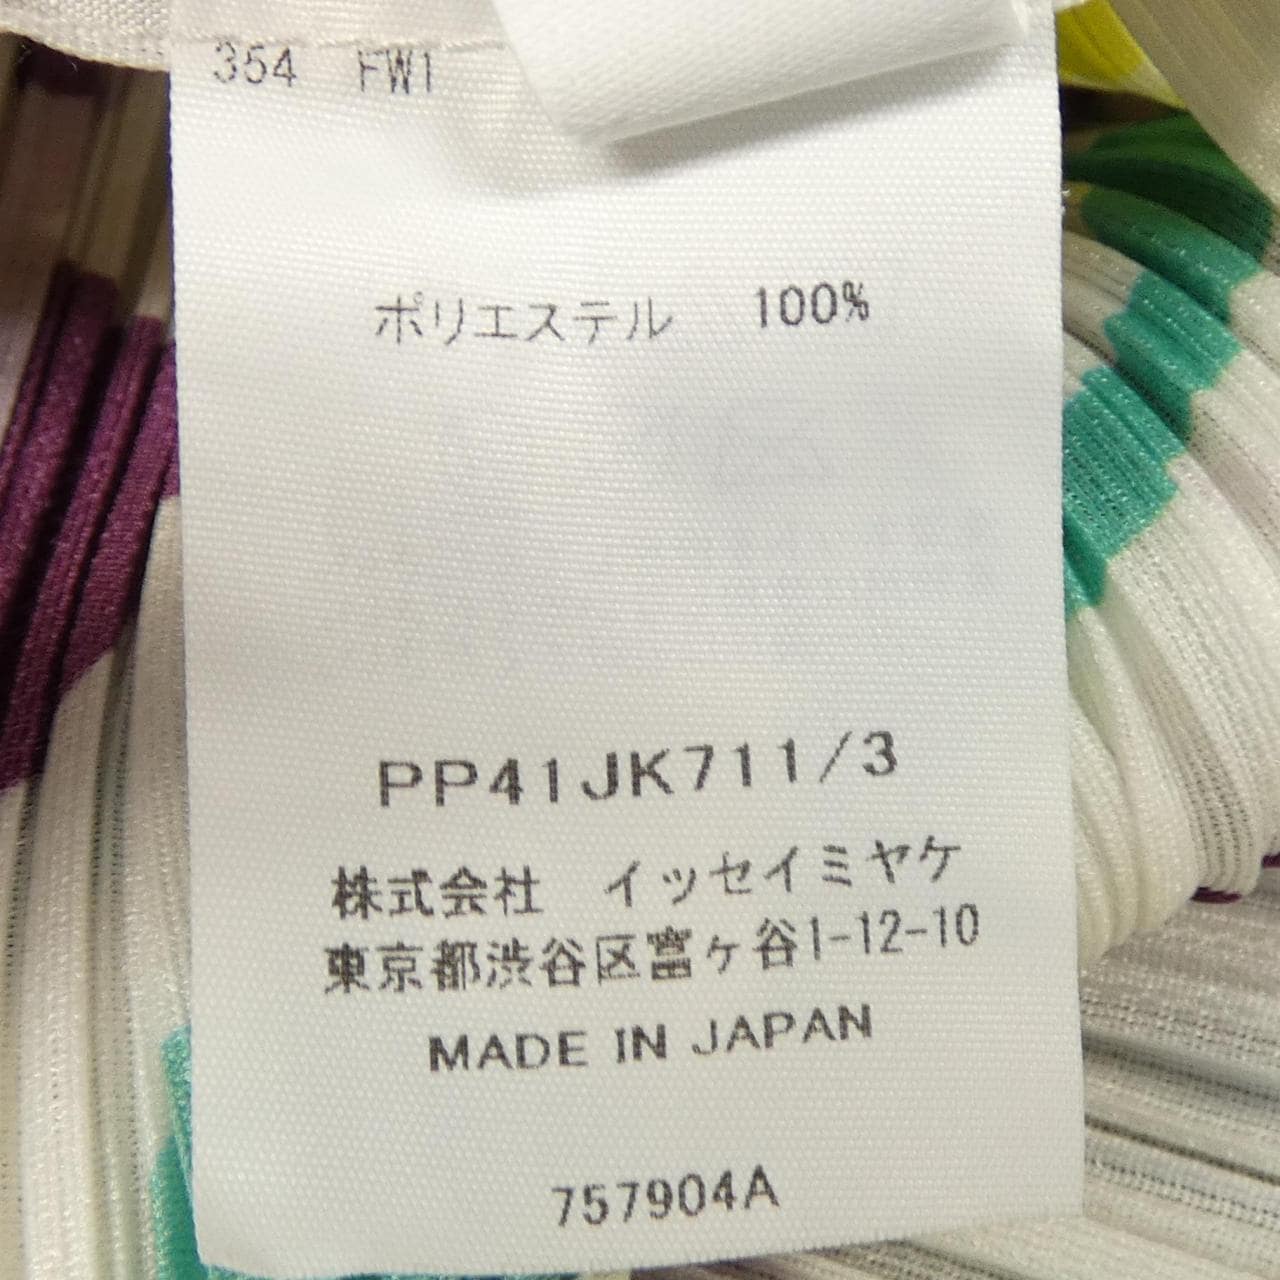 354 FW1
ポリエステル 100%
PP41JK711/3
株式会社 イッセイミヤケ
東京都渋谷区富ヶ谷1-12-10
MADE IN JAPAN
757904A